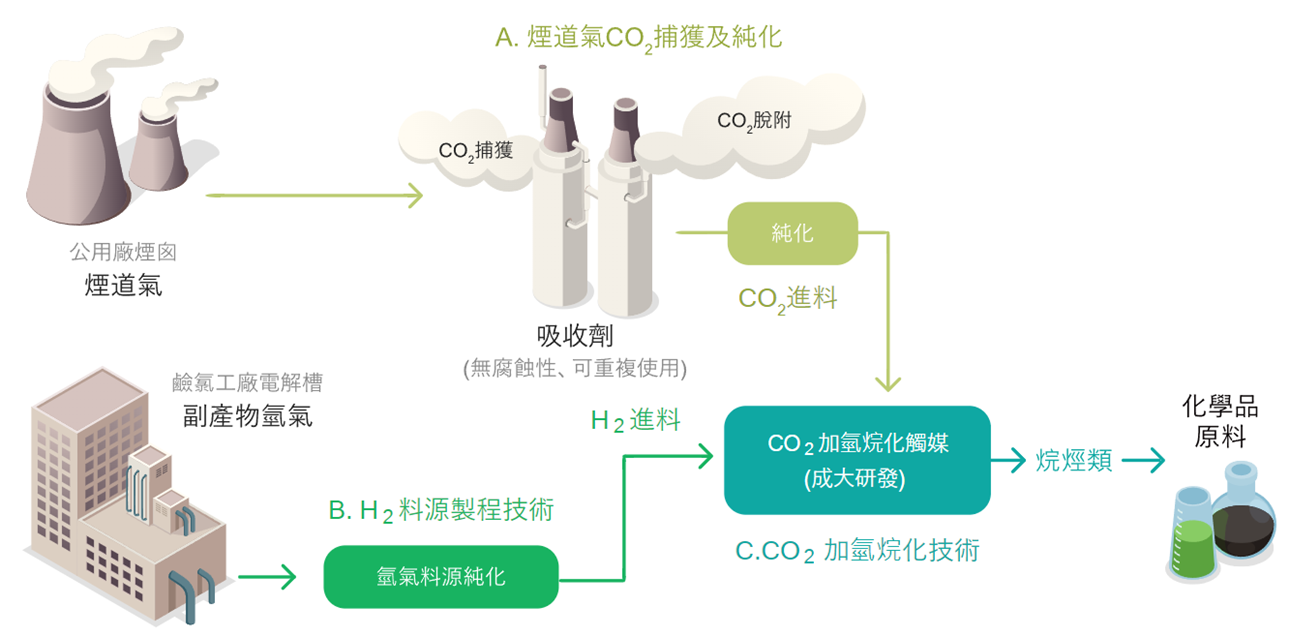 A. 煙道氣CO₂捕獲及純化
CO₂捕獲
CO₂脫附
公用廠煙囪
煙道氣
純化
CO₂進料
吸收劑
(無腐蝕性、可重複使用)
鹼氯工廠電解槽
副產物氫氣
H₂進料
B. H₂料源製程技術
氫氣料源純化
CO₂加氫烷化觸媒
(成大研發)
C.CO₂ 加氫烷化技術
烷烴類
化學品
原料